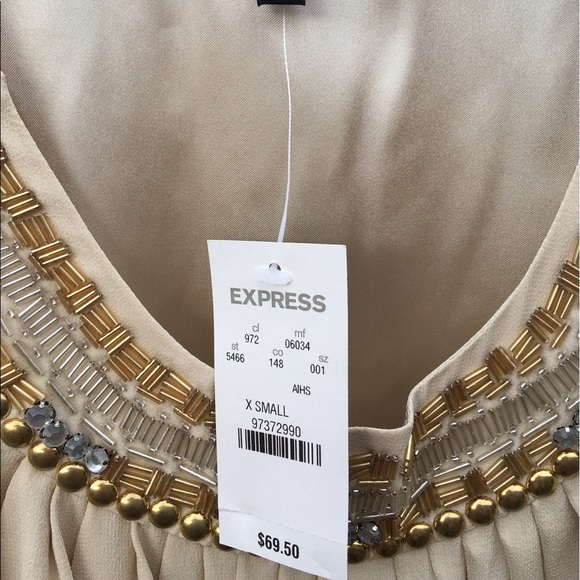 EXPRESS
cl mf
972 06034
st co sz
5466 148 001
AIHS
X SMALL
97372990
$69.50